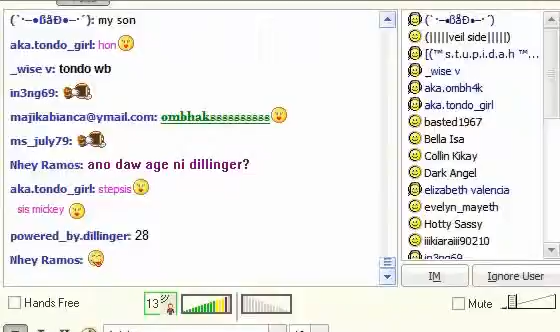 (`·–•ßåÐ•–·´): my son
aka.tondo_girl: hon
_wise v: tondo wb
in3ng69:
majikabianca@ymail.com: ombhakssssssssss
ms_july79:
Nhey Ramos: ano daw age ni dillinger?
aka.tondo_girl: stepsis
sis mickey
powered_by.dillinger: 28
Nhey Ramos:
(`·–•ßåÐ•–·´)
(|||||veil side|||||)
[{™ s.t.u.p.i.d.a.h ™...
_wise v
aka.ombh4k
aka.tondo_girl
basted1967
Bella Isa
Collin Kikay
Dark Angel
elizabeth valencia
evelyn_mayeth
Hotty Sassy
iiikiaraiii90210
in3ng69
IM
Ignore User
Hands Free
13
Mute